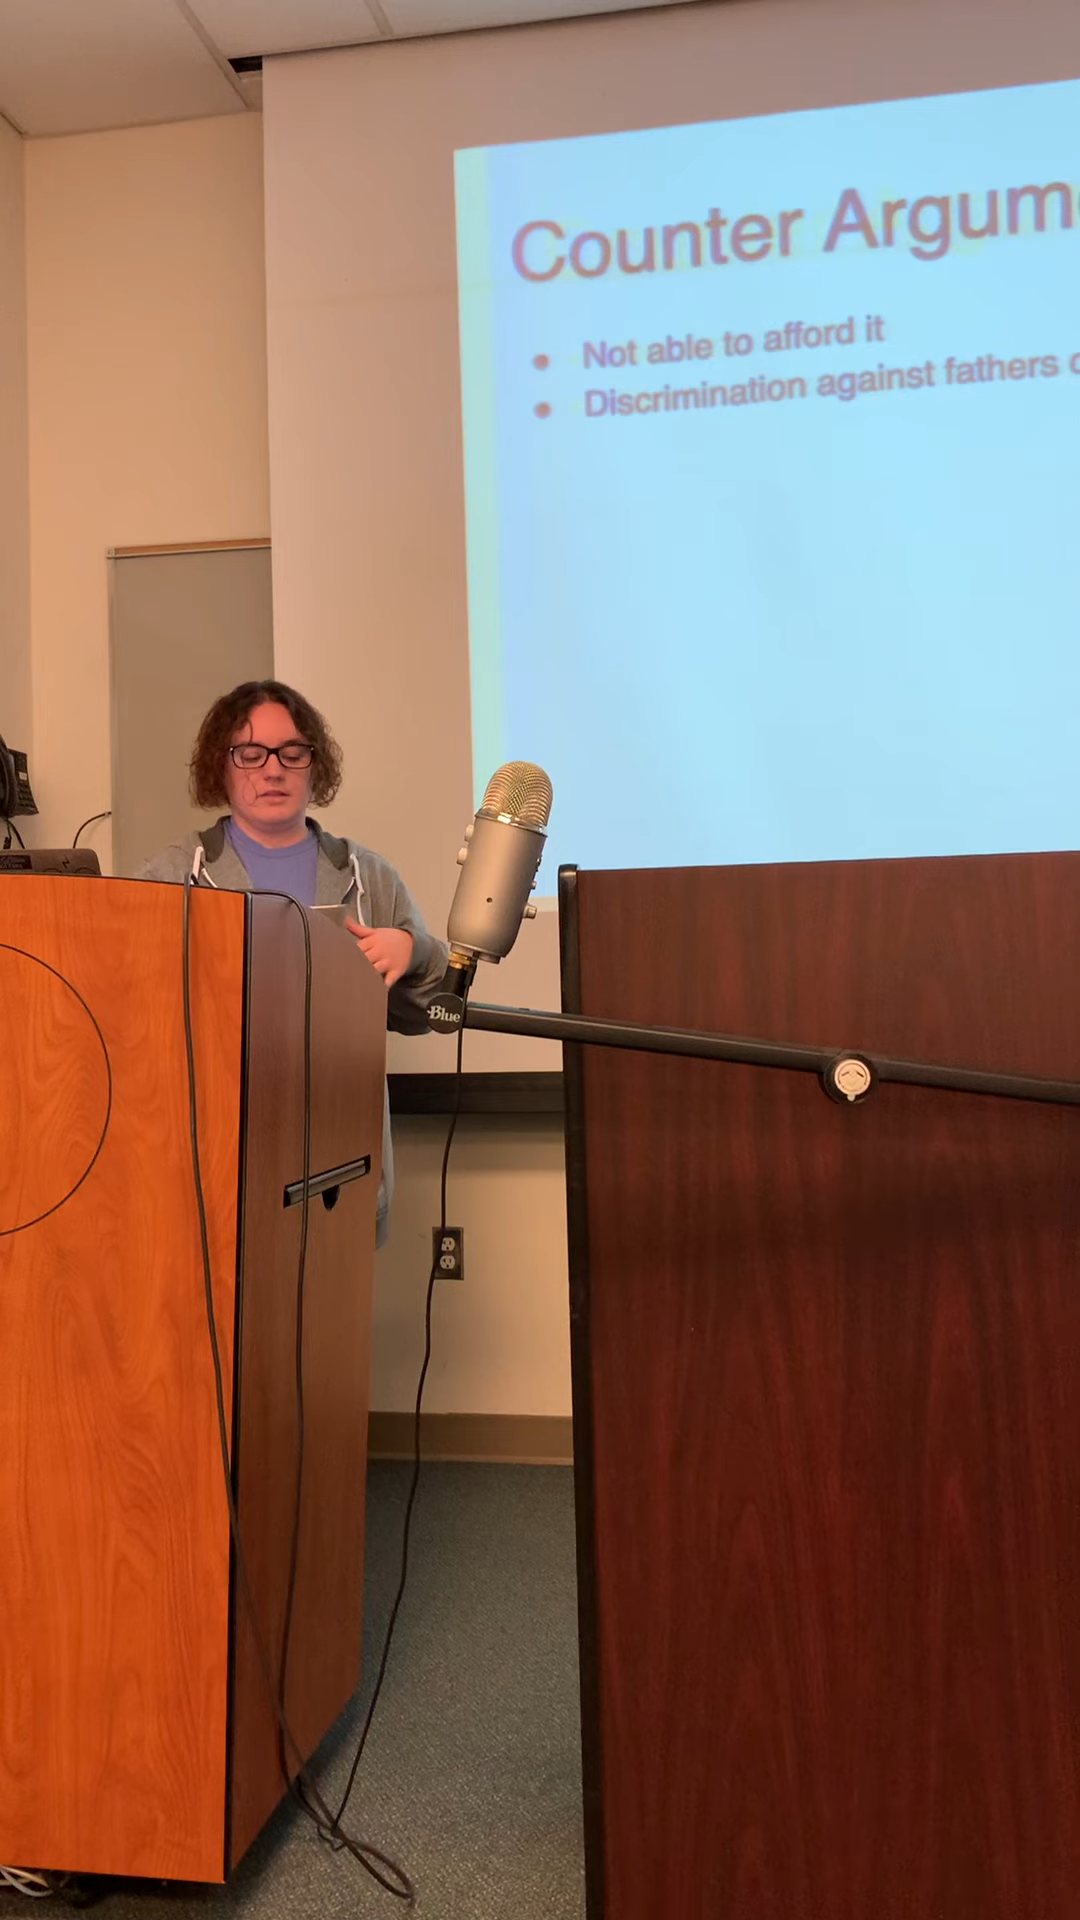 Counter Argum
Not able to afford it
Discrimination against fathers
Blue